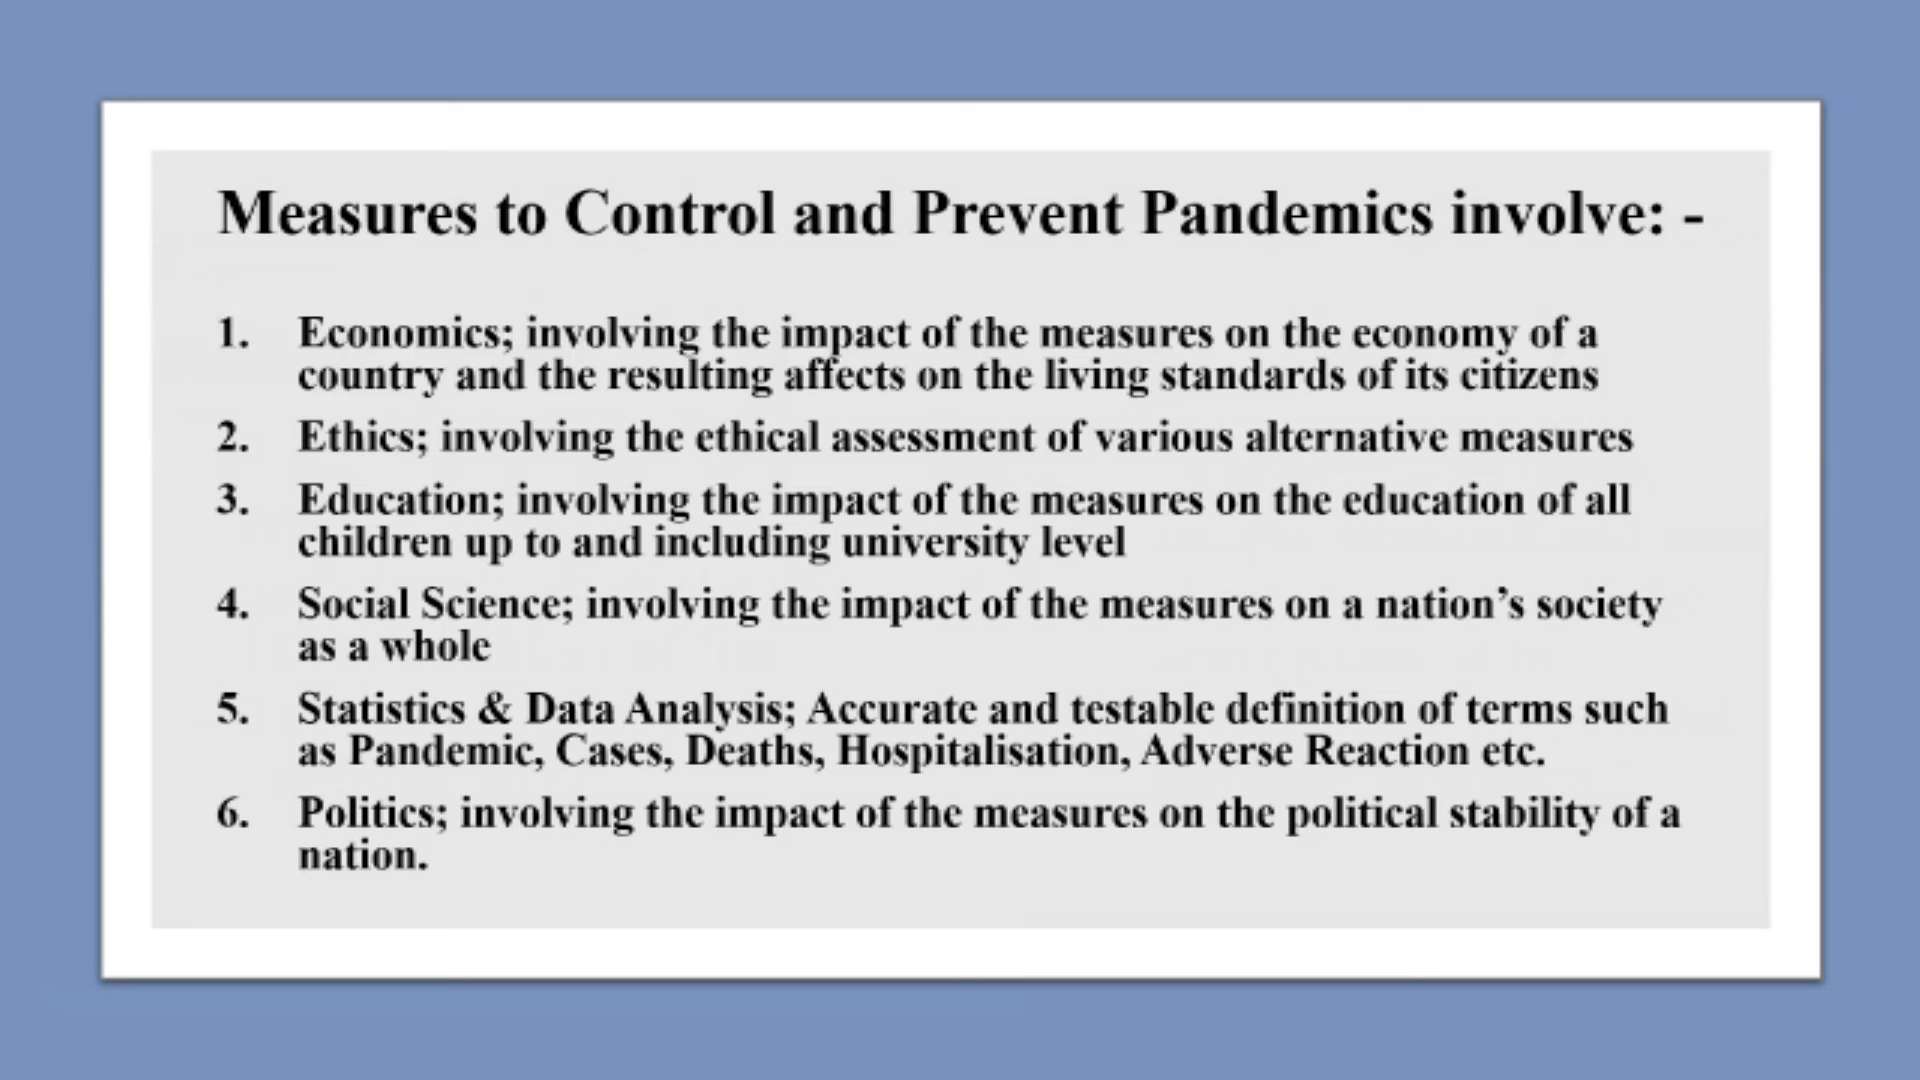 Measures to Control and Prevent Pandemics involve: -
1. Economics; involving the impact of the measures on the economy of a
country and the resulting affects on the living standards of its citizens
2. Ethics; involving the ethical assessment of various alternative measures
3. Education; involving the impact of the measures on the education of all
children up to and including university level
4. Social Science; involving the impact of the measures on a nation’s society
as a whole
5. Statistics & Data Analysis; Accurate and testable definition of terms such
as Pandemic, Cases, Deaths, Hospitalisation, Adverse Reaction etc.
6. Politics; involving the impact of the measures on the political stability of a
nation.